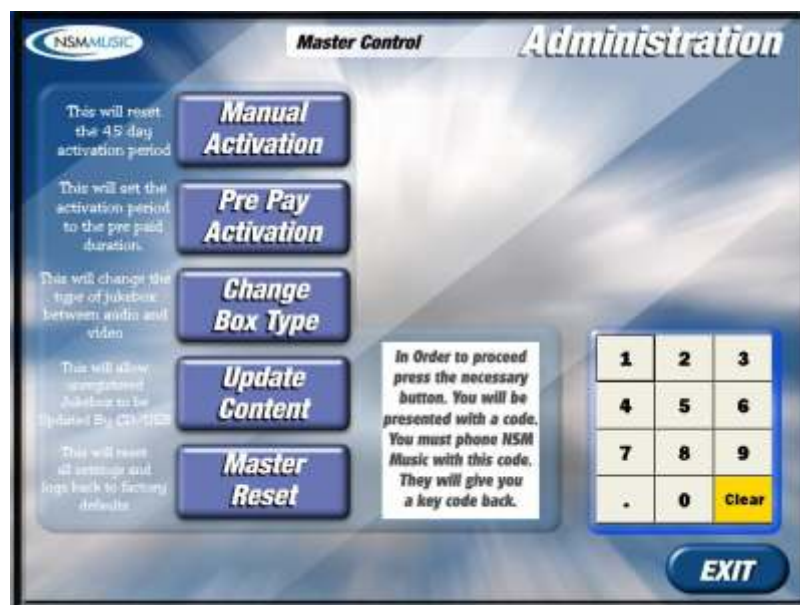 NSMMUSIC
Master Control
Administration
This will reset
the 45 day
activation period
Manual
Activation
This will set the
activation period
to the pre paid
duration.
Pre Pay
Activation
This will change the
type of jukebox
between audio and
video
Change
Box Type
This will allow
unregistered
Jukebox to be
Updated By CD/USB
Update
Content
This will reset
all settings and
logs back to factory
defaults
Master
Reset
In Order to proceed
press the necessary
button. You will be
presented with a code.
You must phone NSM
Music with this code.
They will give you
a key code back.
1 2 3
4 5 6
7 8 9
. 0 Clear
EXIT